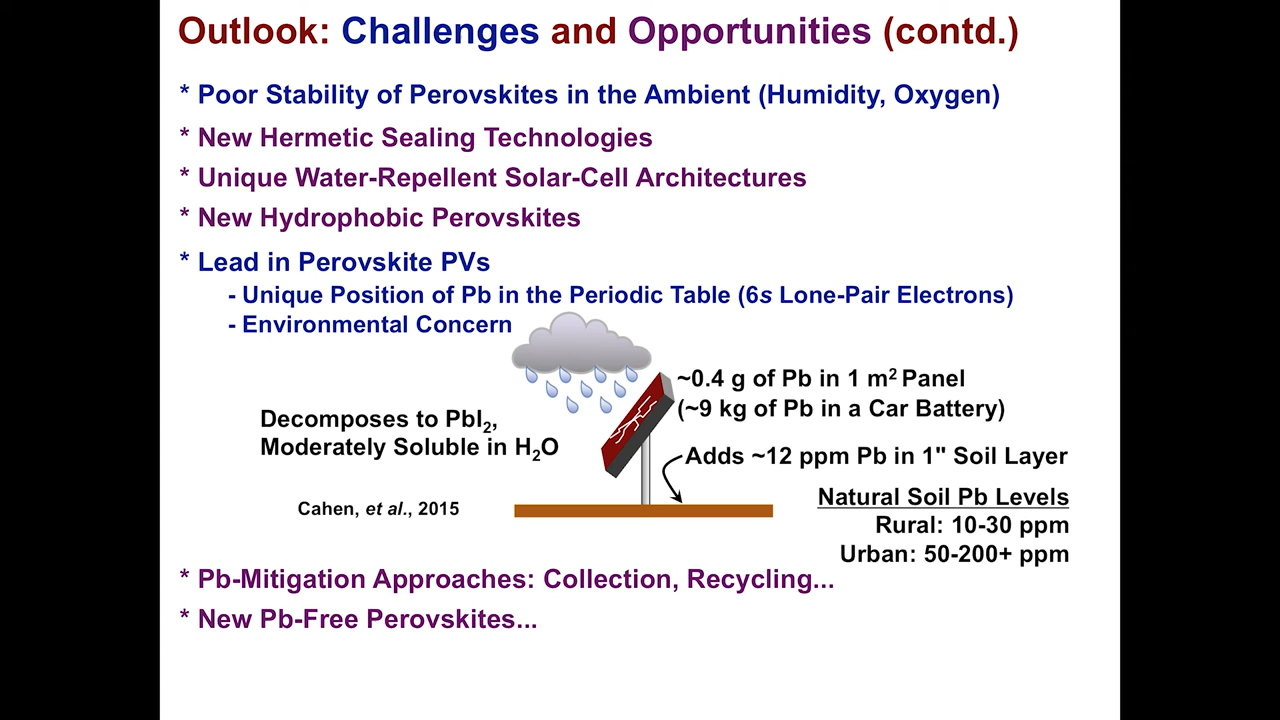 Outlook: Challenges and Opportunities (contd.)
* Poor Stability of Perovskites in the Ambient (Humidity, Oxygen)
* New Hermetic Sealing Technologies
* Unique Water-Repellent Solar-Cell Architectures
* New Hydrophobic Perovskites
* Lead in Perovskite PVs
- Unique Position of Pb in the Periodic Table (6s Lone-Pair Electrons)
- Environmental Concern
~0.4 g of Pb in 1 m² Panel
(~9 kg of Pb in a Car Battery)
Decomposes to PbI₂,
Moderately Soluble in H₂O
Adds ~12 ppm Pb in 1" Soil Layer
Cahen, et al., 2015
Natural Soil Pb Levels
Rural: 10-30 ppm
Urban: 50-200+ ppm
* Pb-Mitigation Approaches: Collection, Recycling...
* New Pb-Free Perovskites...